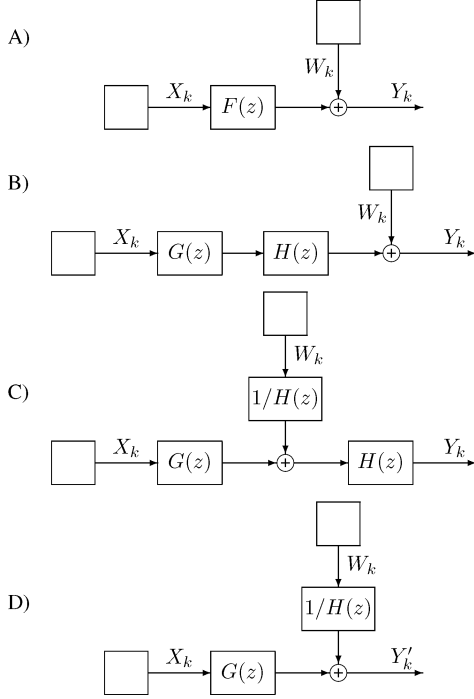 A)
W_k
X_k
F(z)
Y_k
B)
W_k
X_k
G(z)
H(z)
Y_k
C)
W_k
1/H(z)
X_k
G(z)
H(z)
Y_k
D)
W_k
1/H(z)
X_k
G(z)
Y'_k